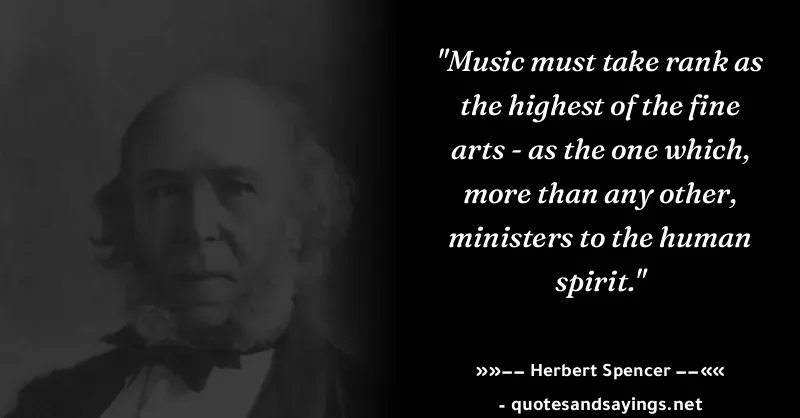 "Music must take rank as
the highest of the fine
arts - as the one which,
more than any other,
ministers to the human
spirit."
»»–– Herbert Spencer ––««
- quotesandsayings.net